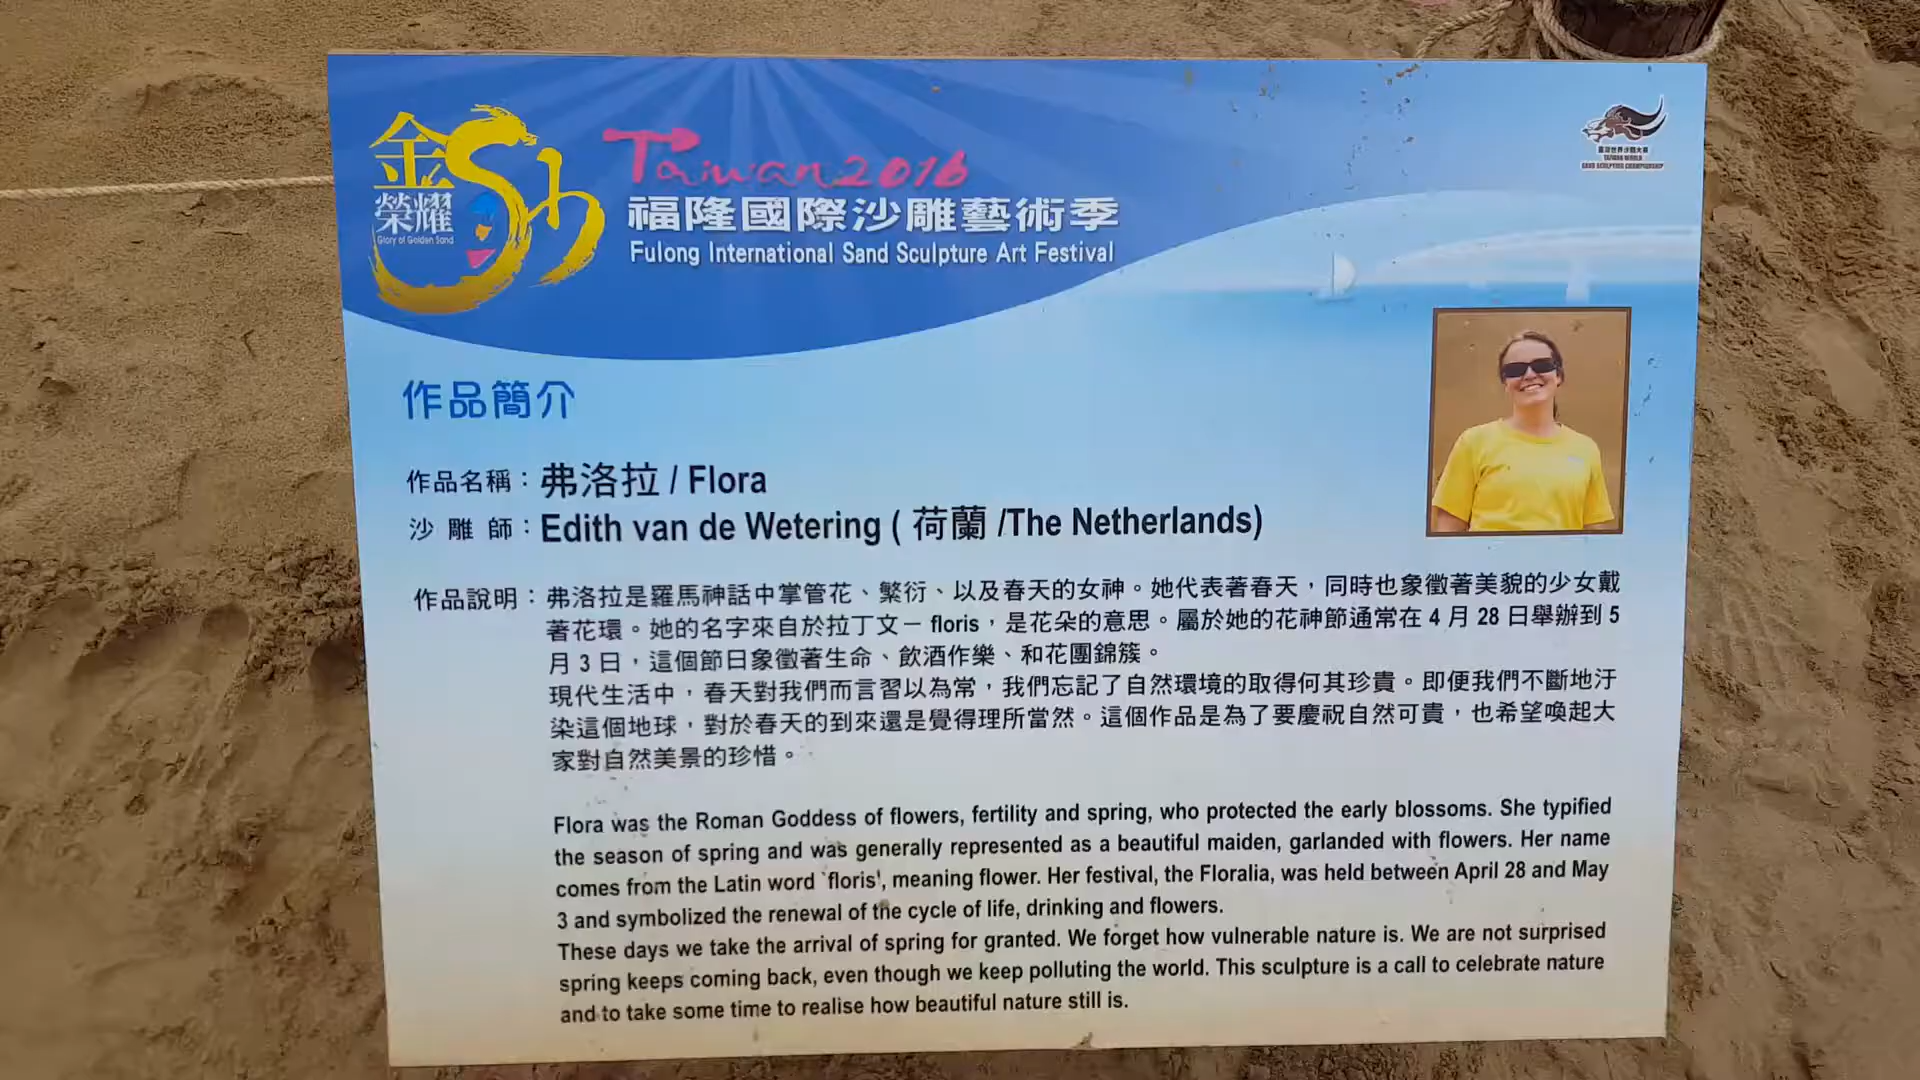 金沙
榮耀
Glory of Golden Sand
Taiwan 2016
福隆國際沙雕藝術季
Fulong International Sand Sculpture Art Festival
臺灣世界沙雕大賽
TAIWAN WORLD
SAND SCULPTING CHAMPIONSHIP
作品簡介
作品名稱：弗洛拉 / Flora
沙 雕 師：Edith van de Wetering ( 荷蘭 /The Netherlands)
作品說明：弗洛拉是羅馬神話中掌管花、繁衍、以及春天的女神。她代表著春天，同時也象徵著美貌的少女戴
著花環。她的名字來自於拉丁文－ floris，是花朵的意思。屬於她的花神節通常在 4 月 28 日舉辦到 5
月 3 日，這個節日象徵著生命、飲酒作樂、和花團錦簇。
現代生活中，春天對我們而言習以為常，我們忘記了自然環境的取得何其珍貴。即便我們不斷地汙
染這個地球，對於春天的到來還是覺得理所當然。這個作品是為了要慶祝自然可貴，也希望喚起大
家對自然美景的珍惜。
Flora was the Roman Goddess of flowers, fertility and spring, who protected the early blossoms. She typified
the season of spring and was generally represented as a beautiful maiden, garlanded with flowers. Her name
comes from the Latin word `floris', meaning flower. Her festival, the Floralia, was held between April 28 and May
3 and symbolized the renewal of the cycle of life, drinking and flowers.
These days we take the arrival of spring for granted. We forget how vulnerable nature is. We are not surprised
spring keeps coming back, even though we keep polluting the world. This sculpture is a call to celebrate nature
and to take some time to realise how beautiful nature still is.